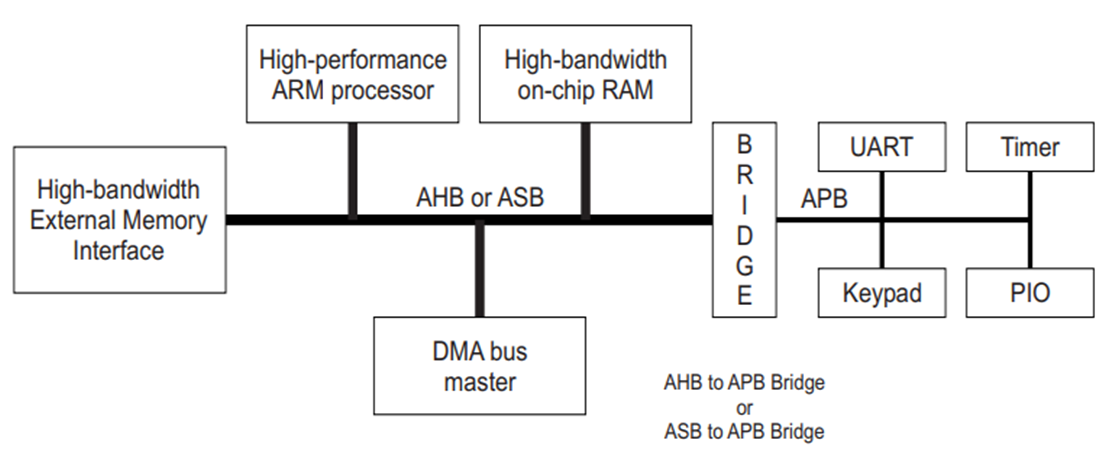 High-performance
ARM processor
High-bandwidth
on-chip RAM
High-bandwidth
External Memory
Interface
AHB or ASB
DMA bus
master
B
R
I
D
G
E
APB
UART
Timer
Keypad
PIO
AHB to APB Bridge
or
ASB to APB Bridge